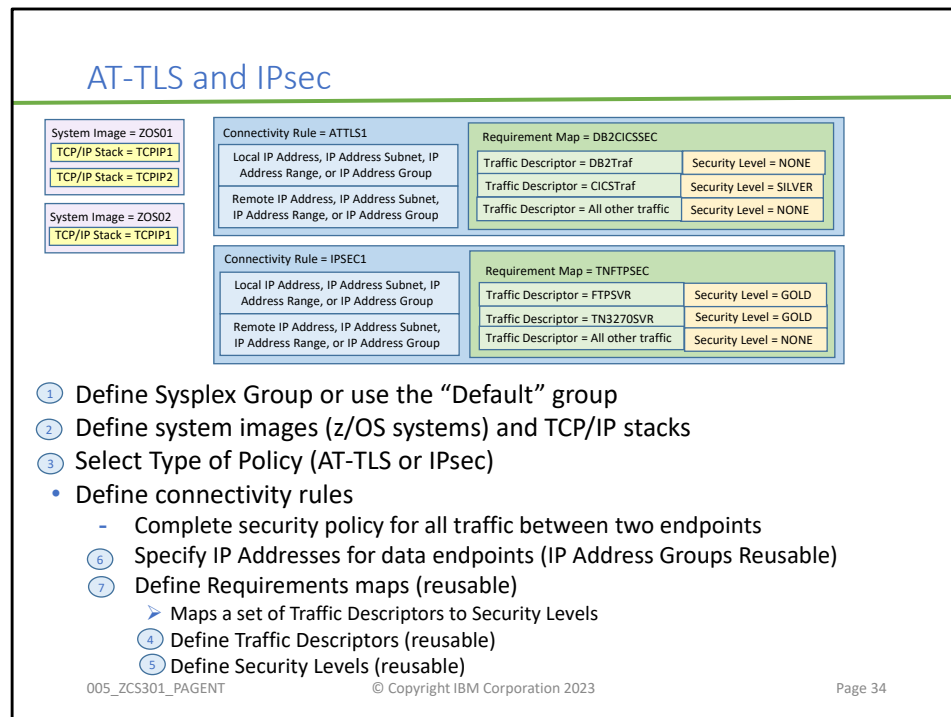 AT-TLS and IPsec
System Image = ZOS01
TCP/IP Stack = TCPIP1
TCP/IP Stack = TCPIP2
System Image = ZOS02
TCP/IP Stack = TCPIP1
Connectivity Rule = ATTLS1
Local IP Address, IP Address Subnet, IP
Address Range, or IP Address Group
Remote IP Address, IP Address Subnet,
IP Address Range, or IP Address Group
Requirement Map = DB2CICSSEC
Traffic Descriptor = DB2Traf
Security Level = NONE
Traffic Descriptor = CICSTraf
Security Level = SILVER
Traffic Descriptor = All other traffic
Security Level = NONE
Connectivity Rule = IPSEC1
Local IP Address, IP Address Subnet, IP
Address Range, or IP Address Group
Remote IP Address, IP Address Subnet,
IP Address Range, or IP Address Group
Requirement Map = TNFTPSEC
Traffic Descriptor = FTPSVR
Security Level = GOLD
Traffic Descriptor = TN3270SVR
Security Level = GOLD
Traffic Descriptor = All other traffic
Security Level = NONE
1 Define Sysplex Group or use the “Default” group
2 Define system images (z/OS systems) and TCP/IP stacks
3 Select Type of Policy (AT-TLS or IPsec)
• Define connectivity rules
- Complete security policy for all traffic between two endpoints
6 Specify IP Addresses for data endpoints (IP Address Groups Reusable)
7 Define Requirements maps (reusable)
➢ Maps a set of Traffic Descriptors to Security Levels
4 Define Traffic Descriptors (reusable)
5 Define Security Levels (reusable)
005_ZCS301_PAGENT
© Copyright IBM Corporation 2023
Page 34